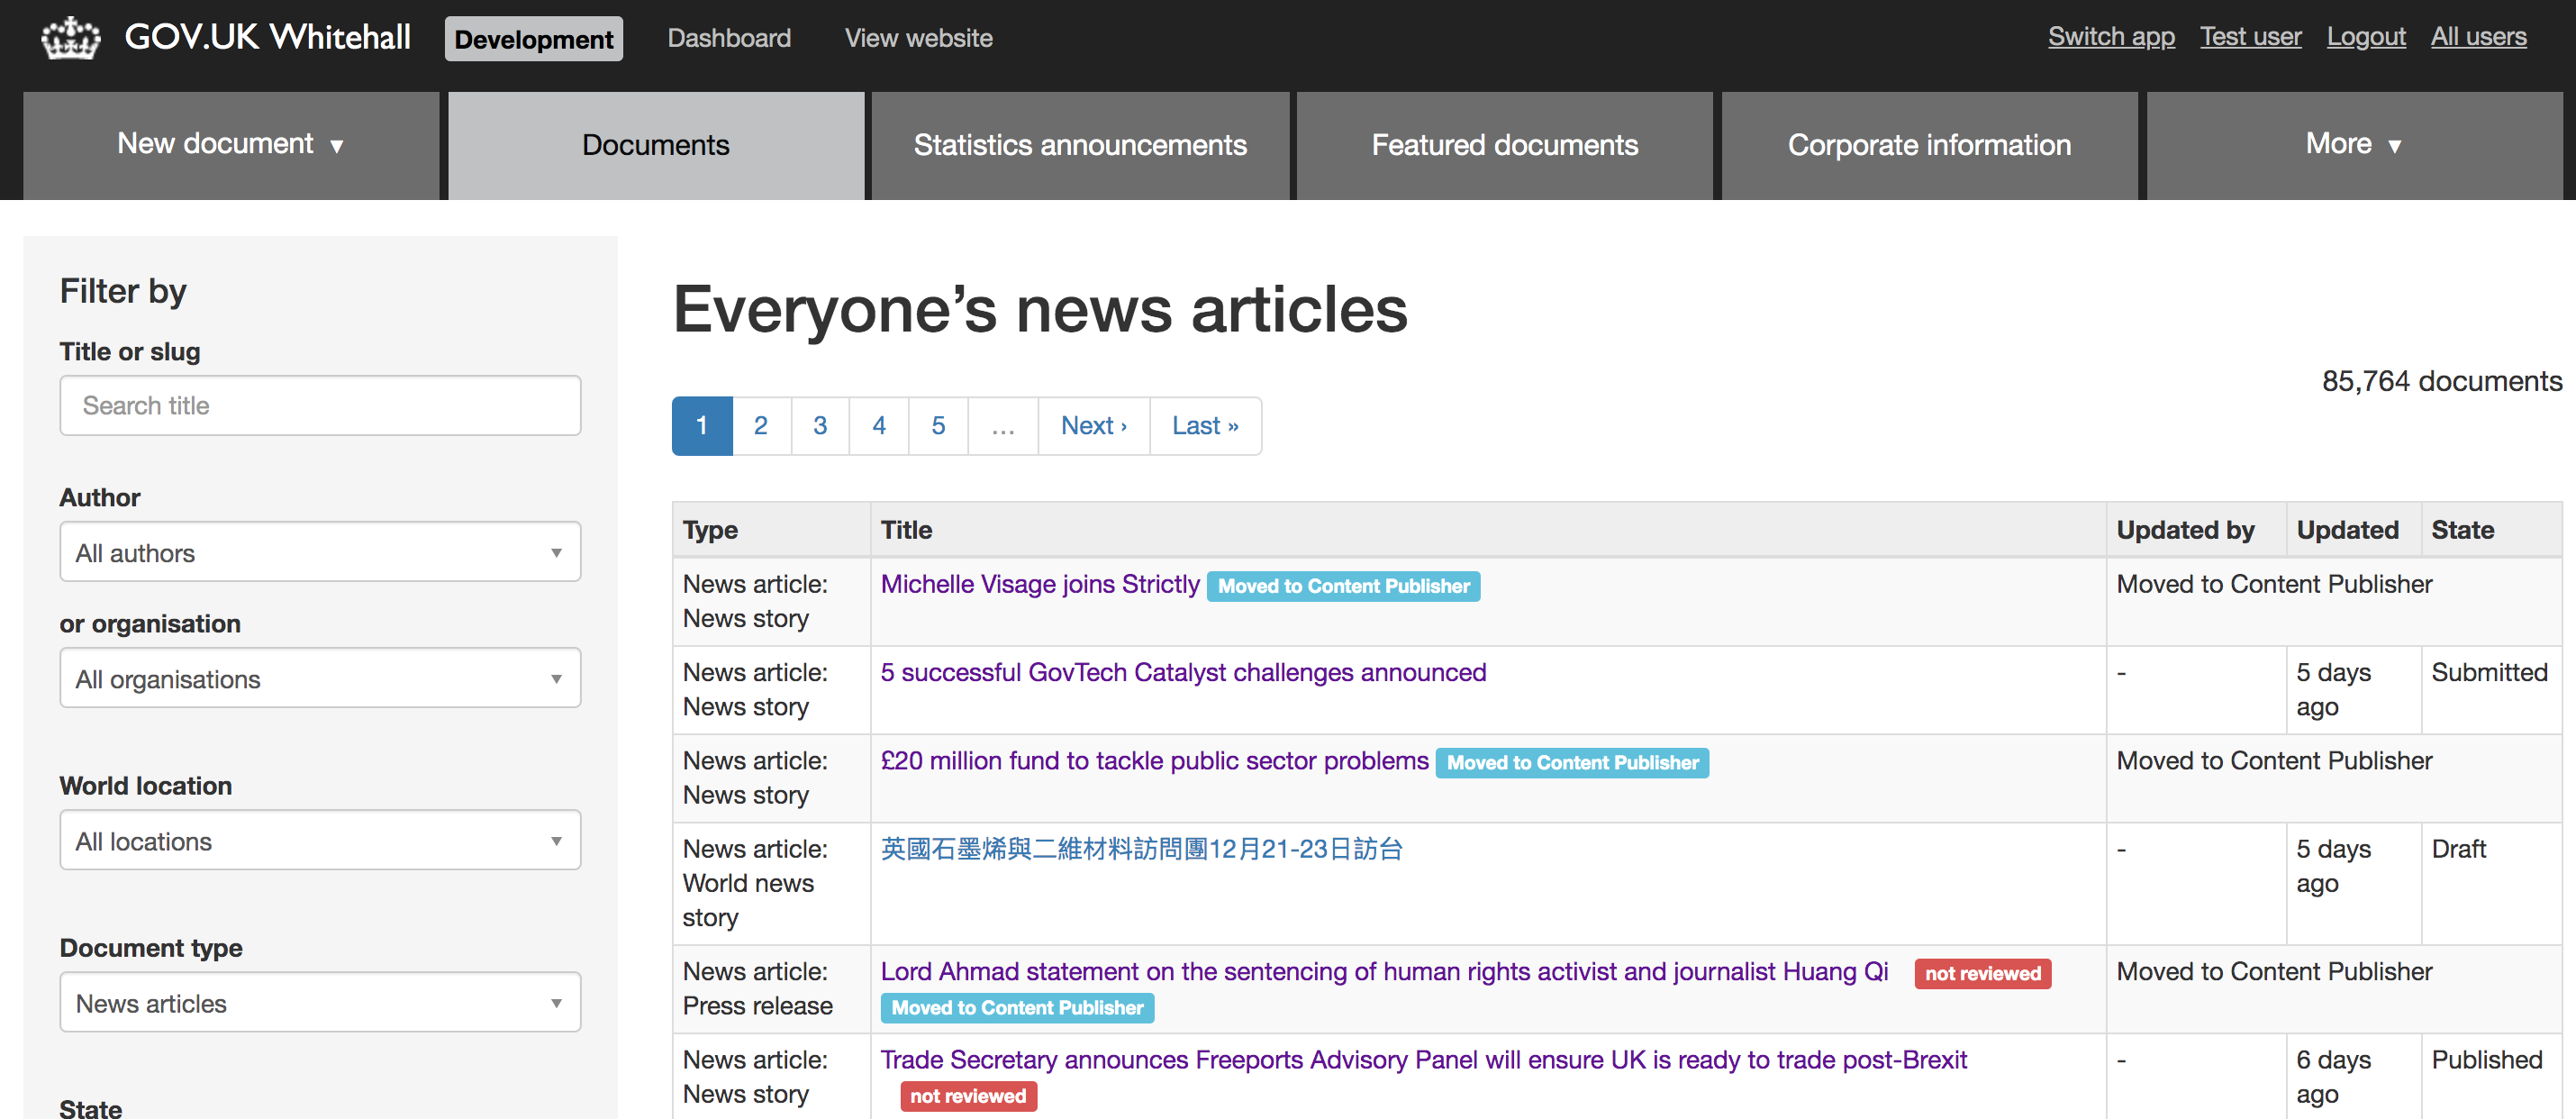 GOV.UK Whitehall Development Dashboard View website Switch app Test user Logout All users
New document ▼ Documents Statistics announcements Featured documents Corporate information More ▼
Filter by
Title or slug
Search title
Author
All authors ▼
or organisation
All organisations ▼
World location
All locations ▼
Document type
News articles ▼
State
Everyone’s news articles
85,764 documents
1 2 3 4 5 … Next › Last »
Type Title Updated by Updated State
News article: Michelle Visage joins Strictly Moved to Content Publisher Moved to Content Publisher
News story
News article: 5 successful GovTech Catalyst challenges announced - 5 days Submitted
News story ago
News article: £20 million fund to tackle public sector problems Moved to Content Publisher Moved to Content Publisher
News story
News article: 英國石墨烯與二維材料訪問團12月21-23日訪台 - 5 days Draft
World news ago
story
News article: Lord Ahmad statement on the sentencing of human rights activist and journalist Huang Qi not reviewed Moved to Content Publisher
Press release Moved to Content Publisher
News article: Trade Secretary announces Freeports Advisory Panel will ensure UK is ready to trade post-Brexit - 6 days Published
News story not reviewed ago